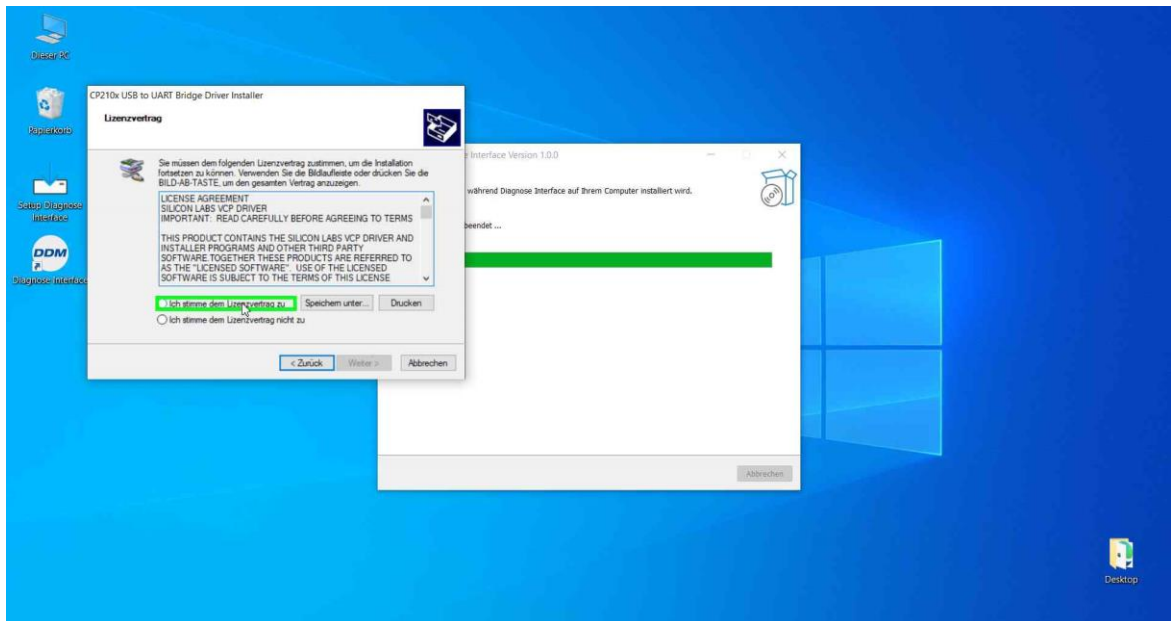 Dieser PC
Papierkorb
Setup Diagnose
Interface
DDM
Diagnose Interface
CP210x USB to UART Bridge Driver Installer
Lizenzvertrag
Sie müssen dem folgenden Lizenzvertrag zustimmen, um die Installation
fortsetzen zu können. Verwenden Sie die Bildlaufleiste oder drücken Sie die
BILD-AB-TASTE, um den gesamten Vertrag anzuzeigen.
LICENSE AGREEMENT
SILICON LABS VCP DRIVER
IMPORTANT: READ CAREFULLY BEFORE AGREEING TO TERMS
THIS PRODUCT CONTAINS THE SILICON LABS VCP DRIVER AND
INSTALLER PROGRAMS AND OTHER THIRD PARTY
SOFTWARE.TOGETHER THESE PRODUCTS ARE REFERRED TO
AS THE "LICENSED SOFTWARE". USE OF THE LICENSED
SOFTWARE IS SUBJECT TO THE TERMS OF THIS LICENSE
Ich stimme dem Lizenzvertrag zu
Speichern unter...
Drucken
Ich stimme dem Lizenzvertrag nicht zu
< Zurück
Weiter >
Abbrechen
Interface Version 1.0.0
während Diagnose Interface auf Ihrem Computer installiert wird.
beendet ...
Abbrechen
Desktop